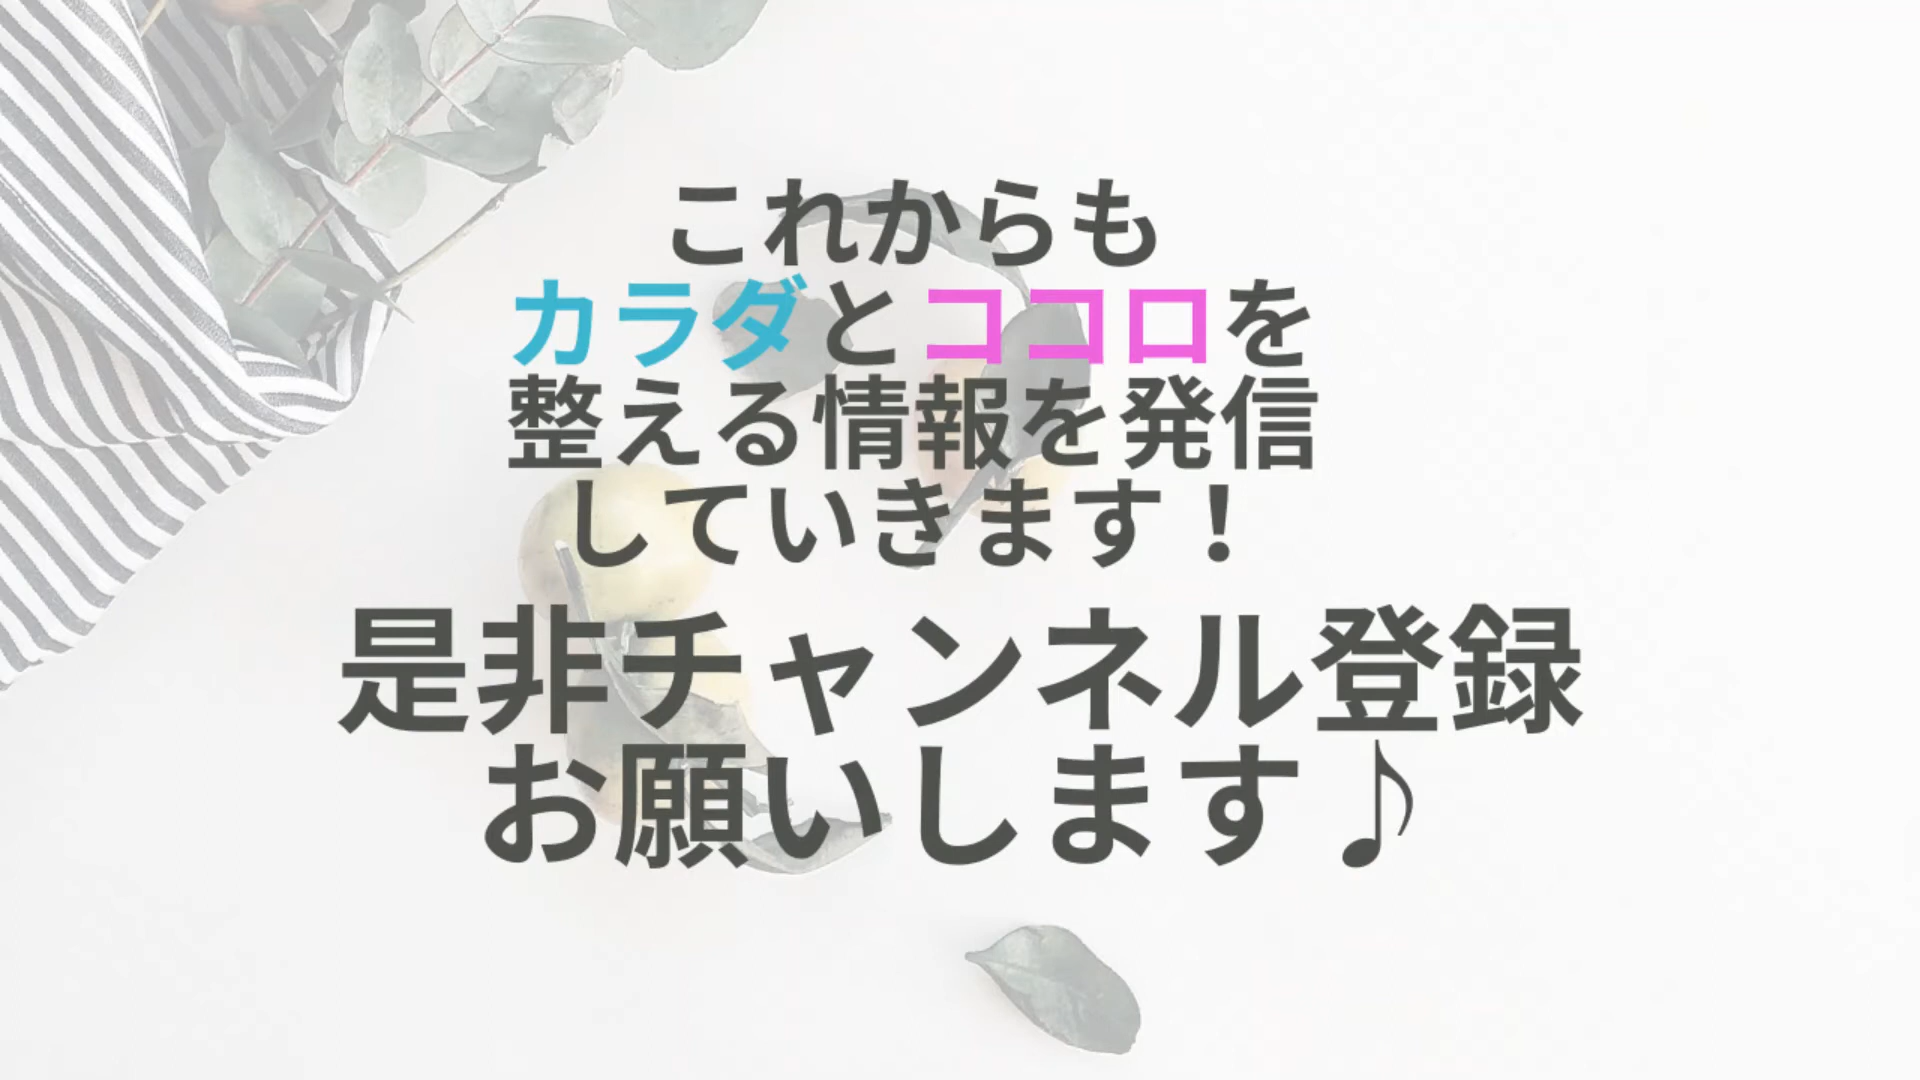 これからも
カラダとココロを
整える情報を発信
していきます！
是非チャンネル登録
お願いします♪